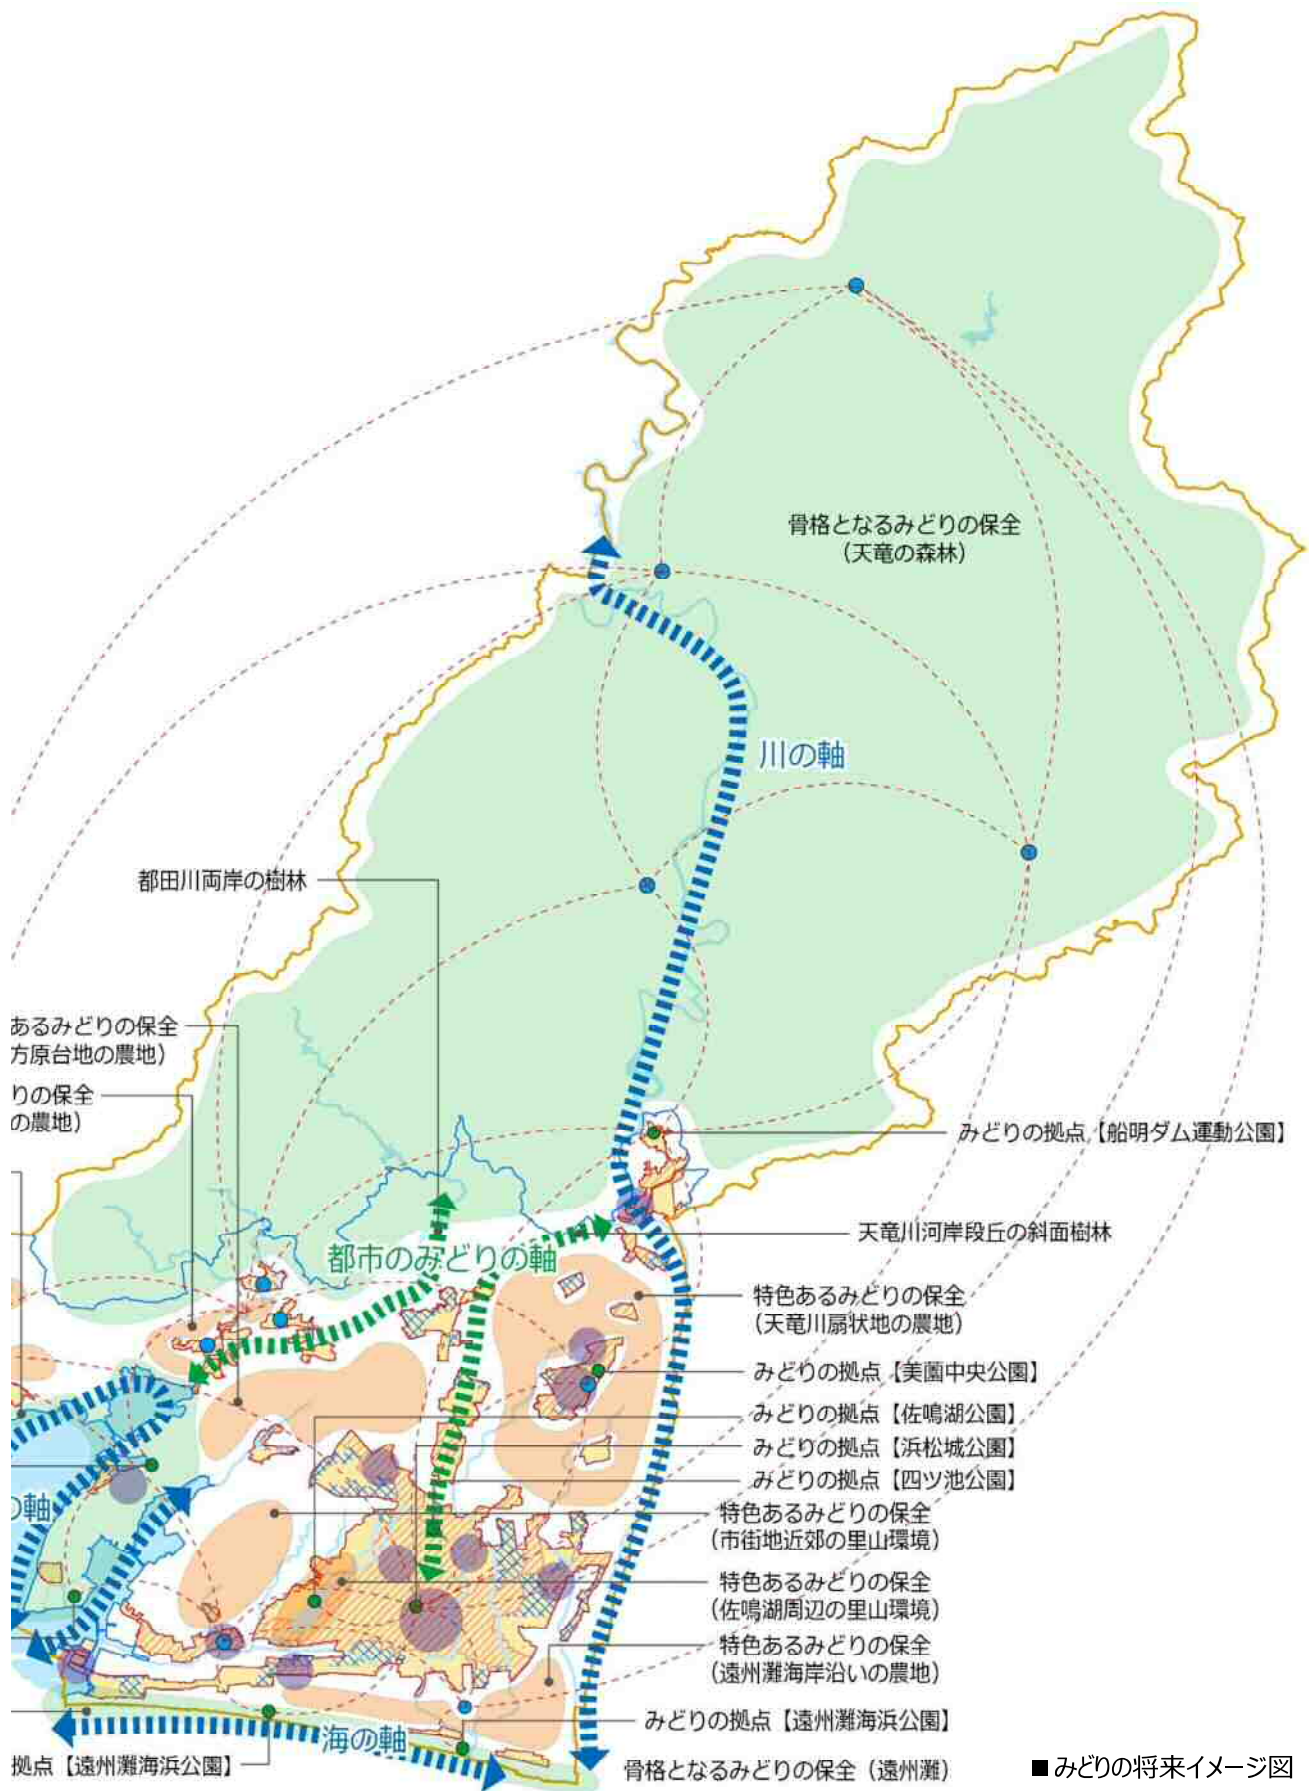 骨格となるみどりの保全
（天竜の森林）
川の軸
都田川両岸の樹林
あるみどりの保全
方原台地の農地）
りの保全
の農地）
みどりの拠点【船明ダム運動公園】
天竜川河岸段丘の斜面樹林
都市のみどりの軸
特色あるみどりの保全
（天竜川扇状地の農地）
みどりの拠点【美薗中央公園】
みどりの拠点【佐鳴湖公園】
みどりの拠点【浜松城公園】
みどりの拠点【四ツ池公園】
の軸
特色あるみどりの保全
（市街地近郊の里山環境）
特色あるみどりの保全
（佐鳴湖周辺の里山環境）
特色あるみどりの保全
（遠州灘海岸沿いの農地）
みどりの拠点【遠州灘海浜公園】
海の軸
拠点【遠州灘海浜公園】
骨格となるみどりの保全（遠州灘）
■みどりの将来イメージ図